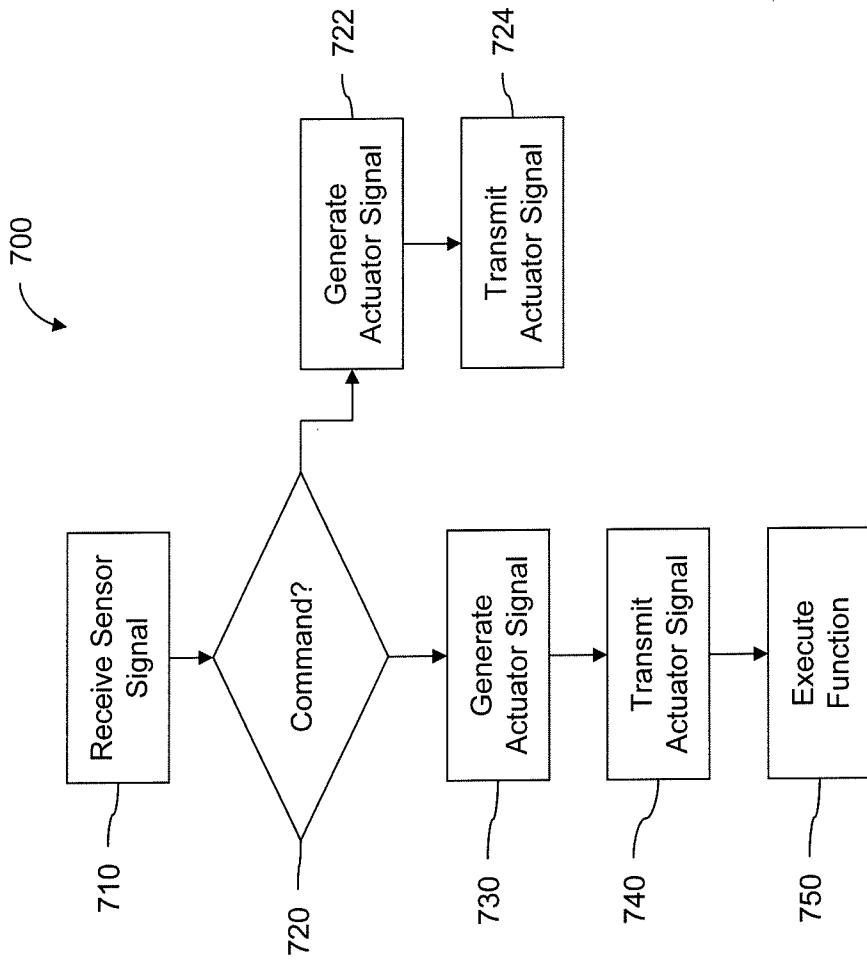 700
710
Receive Sensor
Signal
720
Command?
722
Generate
Actuator Signal
724
Transmit
Actuator Signal
730
Generate
Actuator Signal
740
Transmit
Actuator Signal
750
Execute
Function